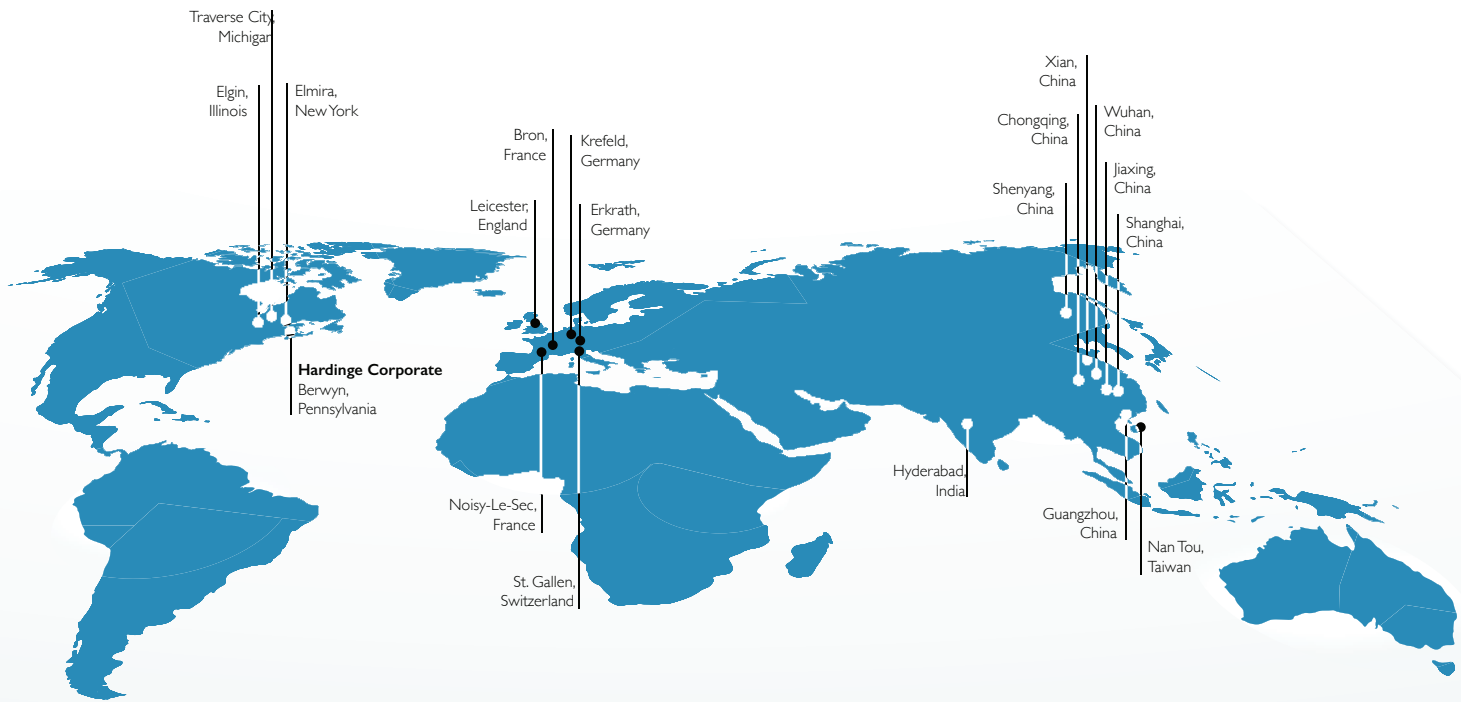 Traverse City,
Michigan
Elgin,
Illinois
Elmira,
New York
Hardinge Corporate
Berwyn,
Pennsylvania
Bron,
France
Krefeld,
Germany
Leicester,
England
Erkrath,
Germany
Noisy-Le-Sec,
France
St. Gallen,
Switzerland
Xian,
China
Chongqing,
China
Wuhan,
China
Jiaxing,
China
Shenyang,
China
Shanghai,
China
Hyderabad,
India
Guangzhou,
China
Nan Tou,
Taiwan